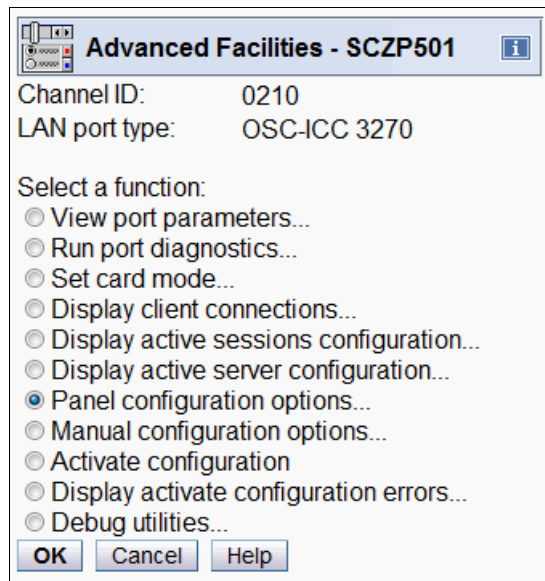 Advanced Facilities - SCZP501
Channel ID: 0210
LAN port type: OSC-ICC 3270
Select a function:
View port parameters...
Run port diagnostics...
Set card mode...
Display client connections...
Display active sessions configuration...
Display active server configuration...
Panel configuration options...
Manual configuration options...
Activate configuration
Display activate configuration errors...
Debug utilities...
OK Cancel Help